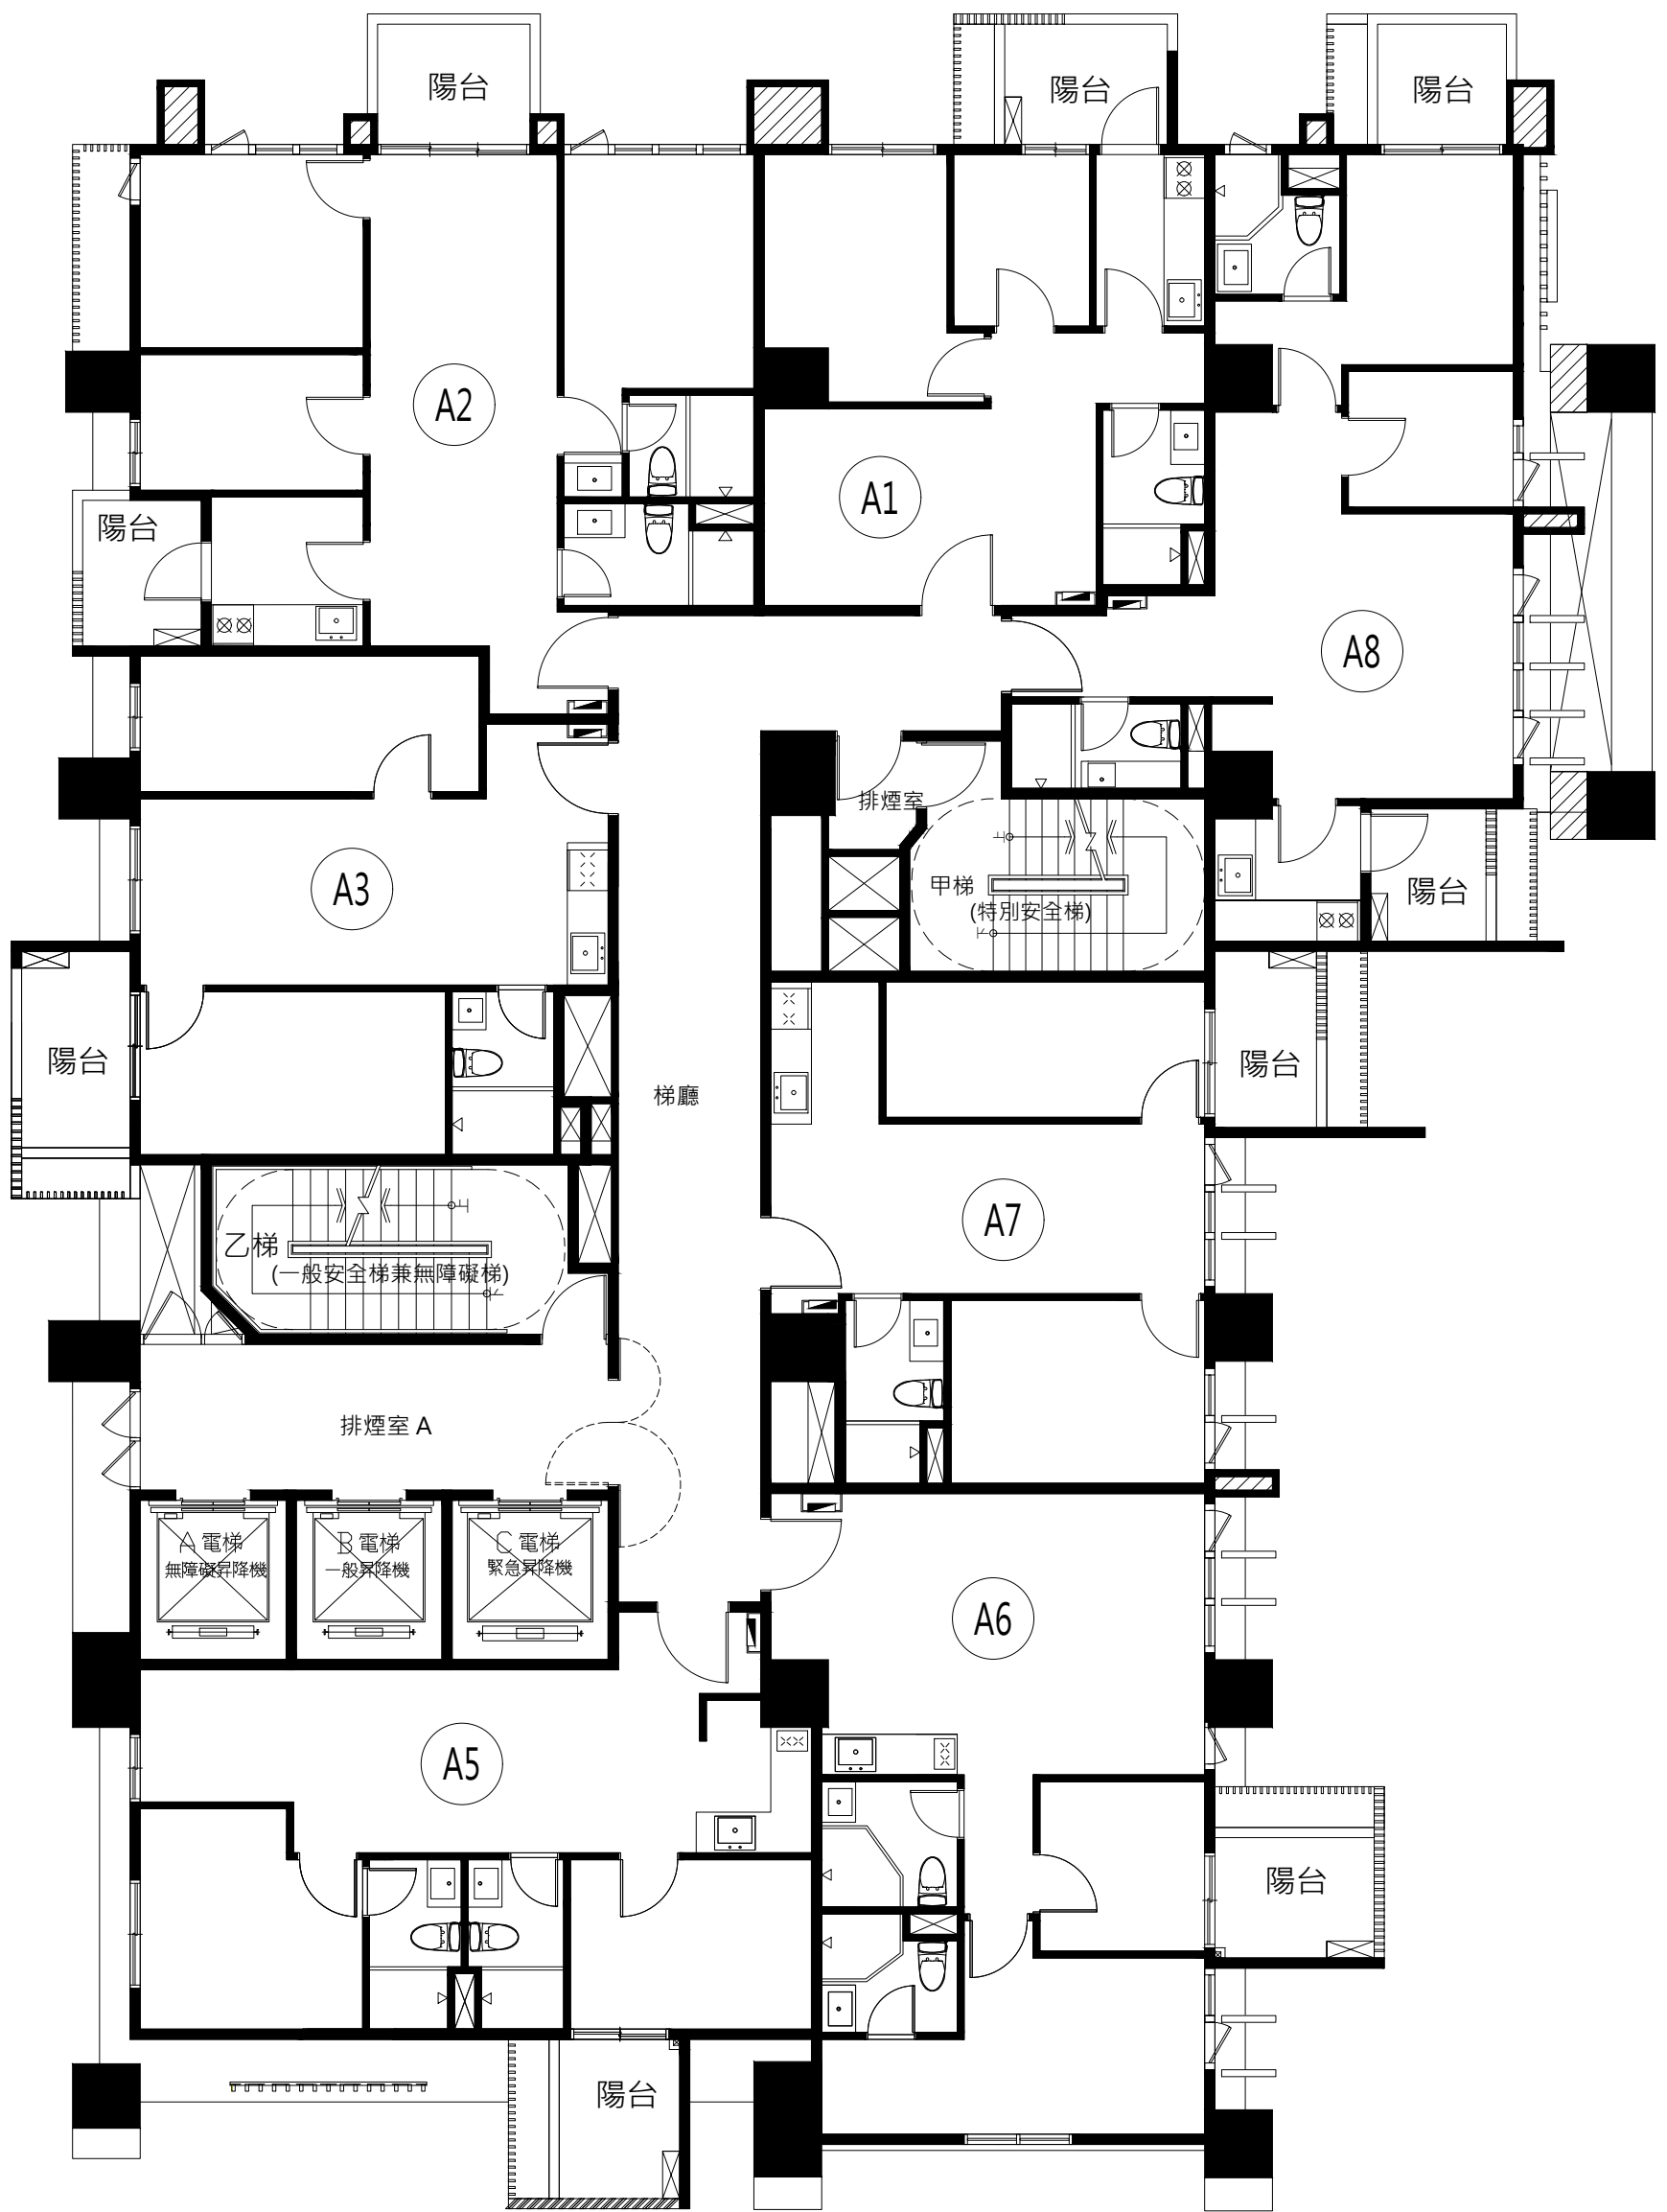 陽台
陽台
陽台
A2
A1
陽台
A8
排煙室
甲梯
(特別安全梯)
A3
陽台
陽台
陽台
梯廳
A7
乙梯
(一般安全梯兼無障礙梯)
排煙室 A
A 電梯
無障礙昇降機
B 電梯
一般昇降機
C 電梯
緊急昇降機
A6
A5
陽台
陽台